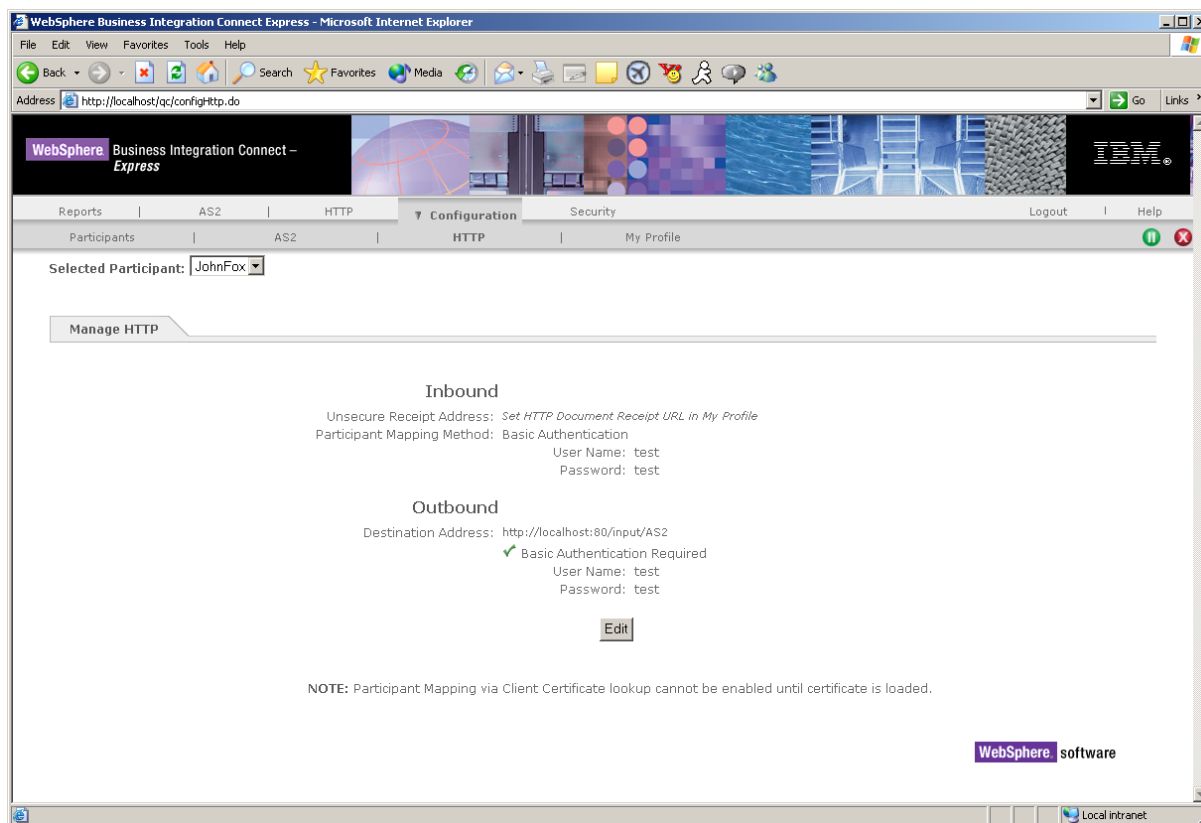 WebSphere Business Integration Connect Express - Microsoft Internet Explorer
File Edit View Favorites Tools Help
Back Search Favorites Media
Address http://localhost/qc/configHttp.do Go Links
WebSphere. Business Integration Connect –
Express
IBM®
Reports | AS2 | HTTP Configuration Security Logout | Help
Participants | AS2 | HTTP | My Profile
Selected Participant: JohnFox
Manage HTTP
Inbound
Unsecure Receipt Address: Set HTTP Document Receipt URL in My Profile
Participant Mapping Method: Basic Authentication
User Name: test
Password: test
Outbound
Destination Address: http://localhost:80/input/AS2
Basic Authentication Required
User Name: test
Password: test
Edit
NOTE: Participant Mapping via Client Certificate lookup cannot be enabled until certificate is loaded.
WebSphere. software
Local intranet